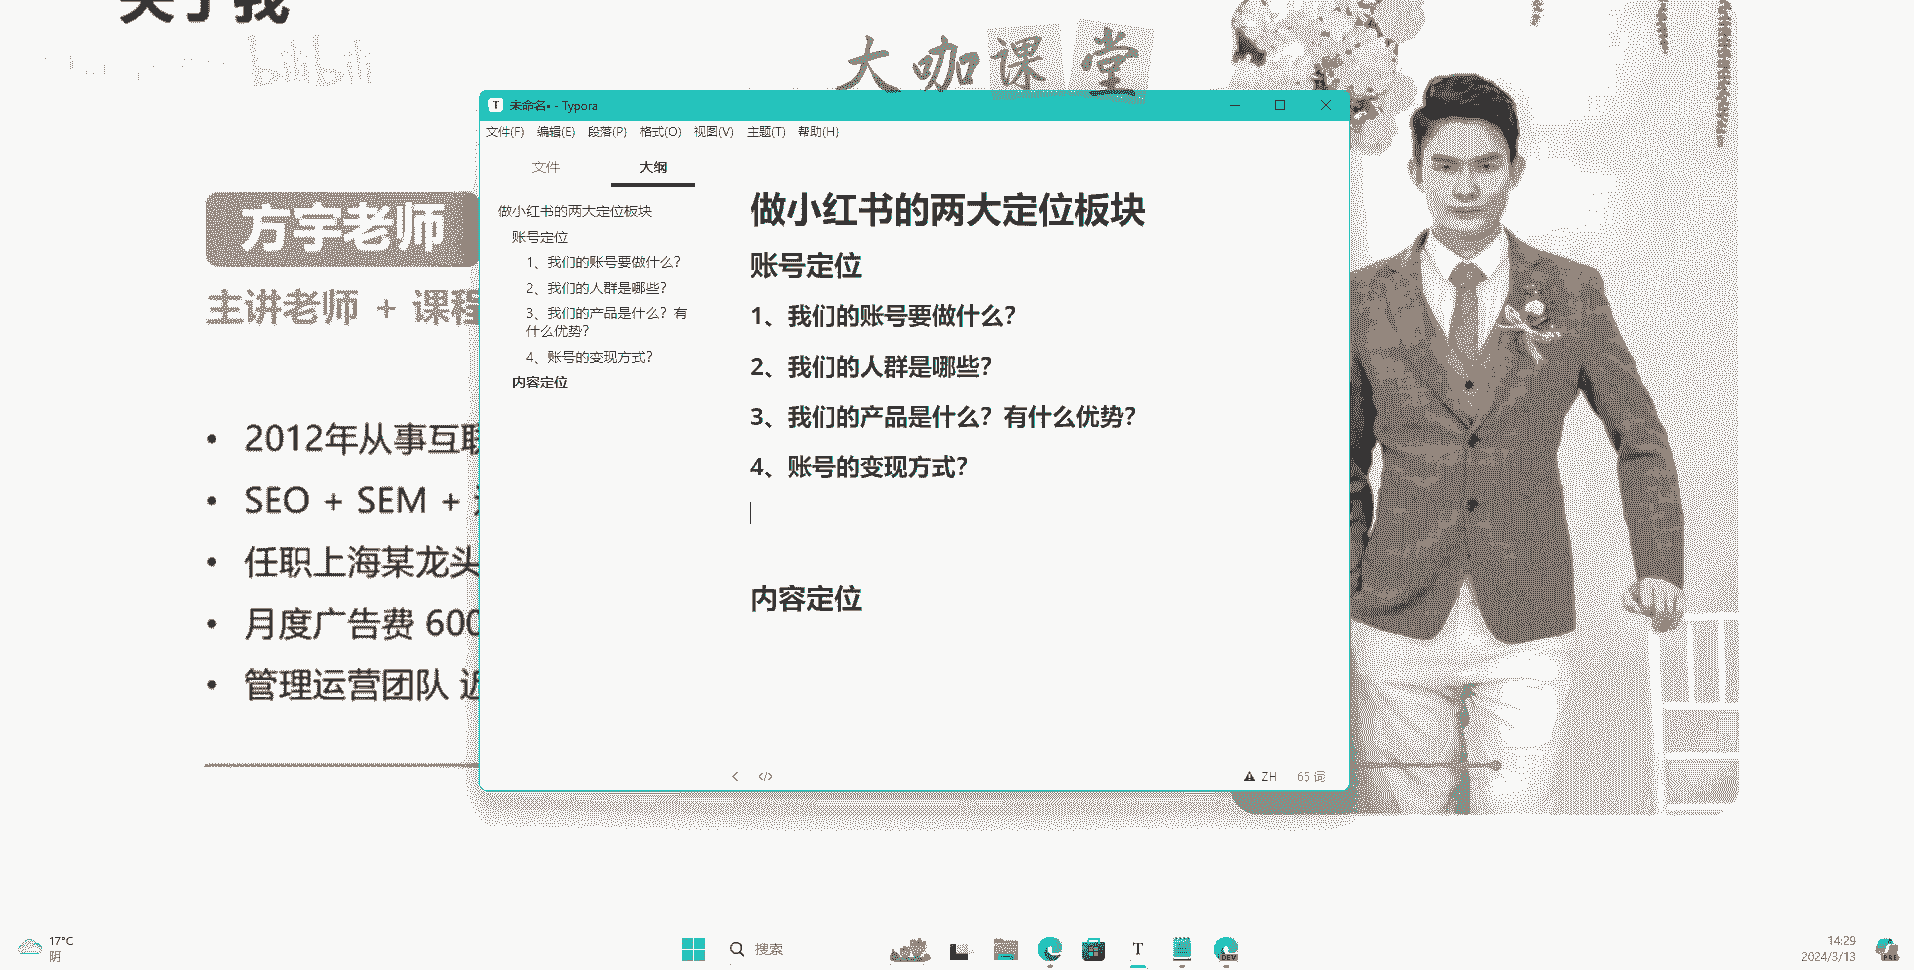 关于我
bilibili
大咖课堂
方宇老师
主讲老师 + 课程
• 2012年从事互联
• SEO + SEM +
• 任职上海某龙头
• 月度广告费 600
• 管理运营团队 近
未命名• - Typora
文件(F) 编辑(E) 段落(P) 格式(O) 视图(V) 主题(T) 帮助(H)
文件 大纲
做小红书的两大定位板块
账号定位
1、我们的账号要做什么？
2、我们的人群是哪些？
3、我们的产品是什么？有
什么优势？
4、账号的变现方式？
内容定位
做小红书的两大定位板块
账号定位
1、我们的账号要做什么？
2、我们的人群是哪些？
3、我们的产品是什么？有什么优势？
4、账号的变现方式？
内容定位
ZH 65 词
17°C
阴
搜索
DEV
14:29
2024/3/13
PRE